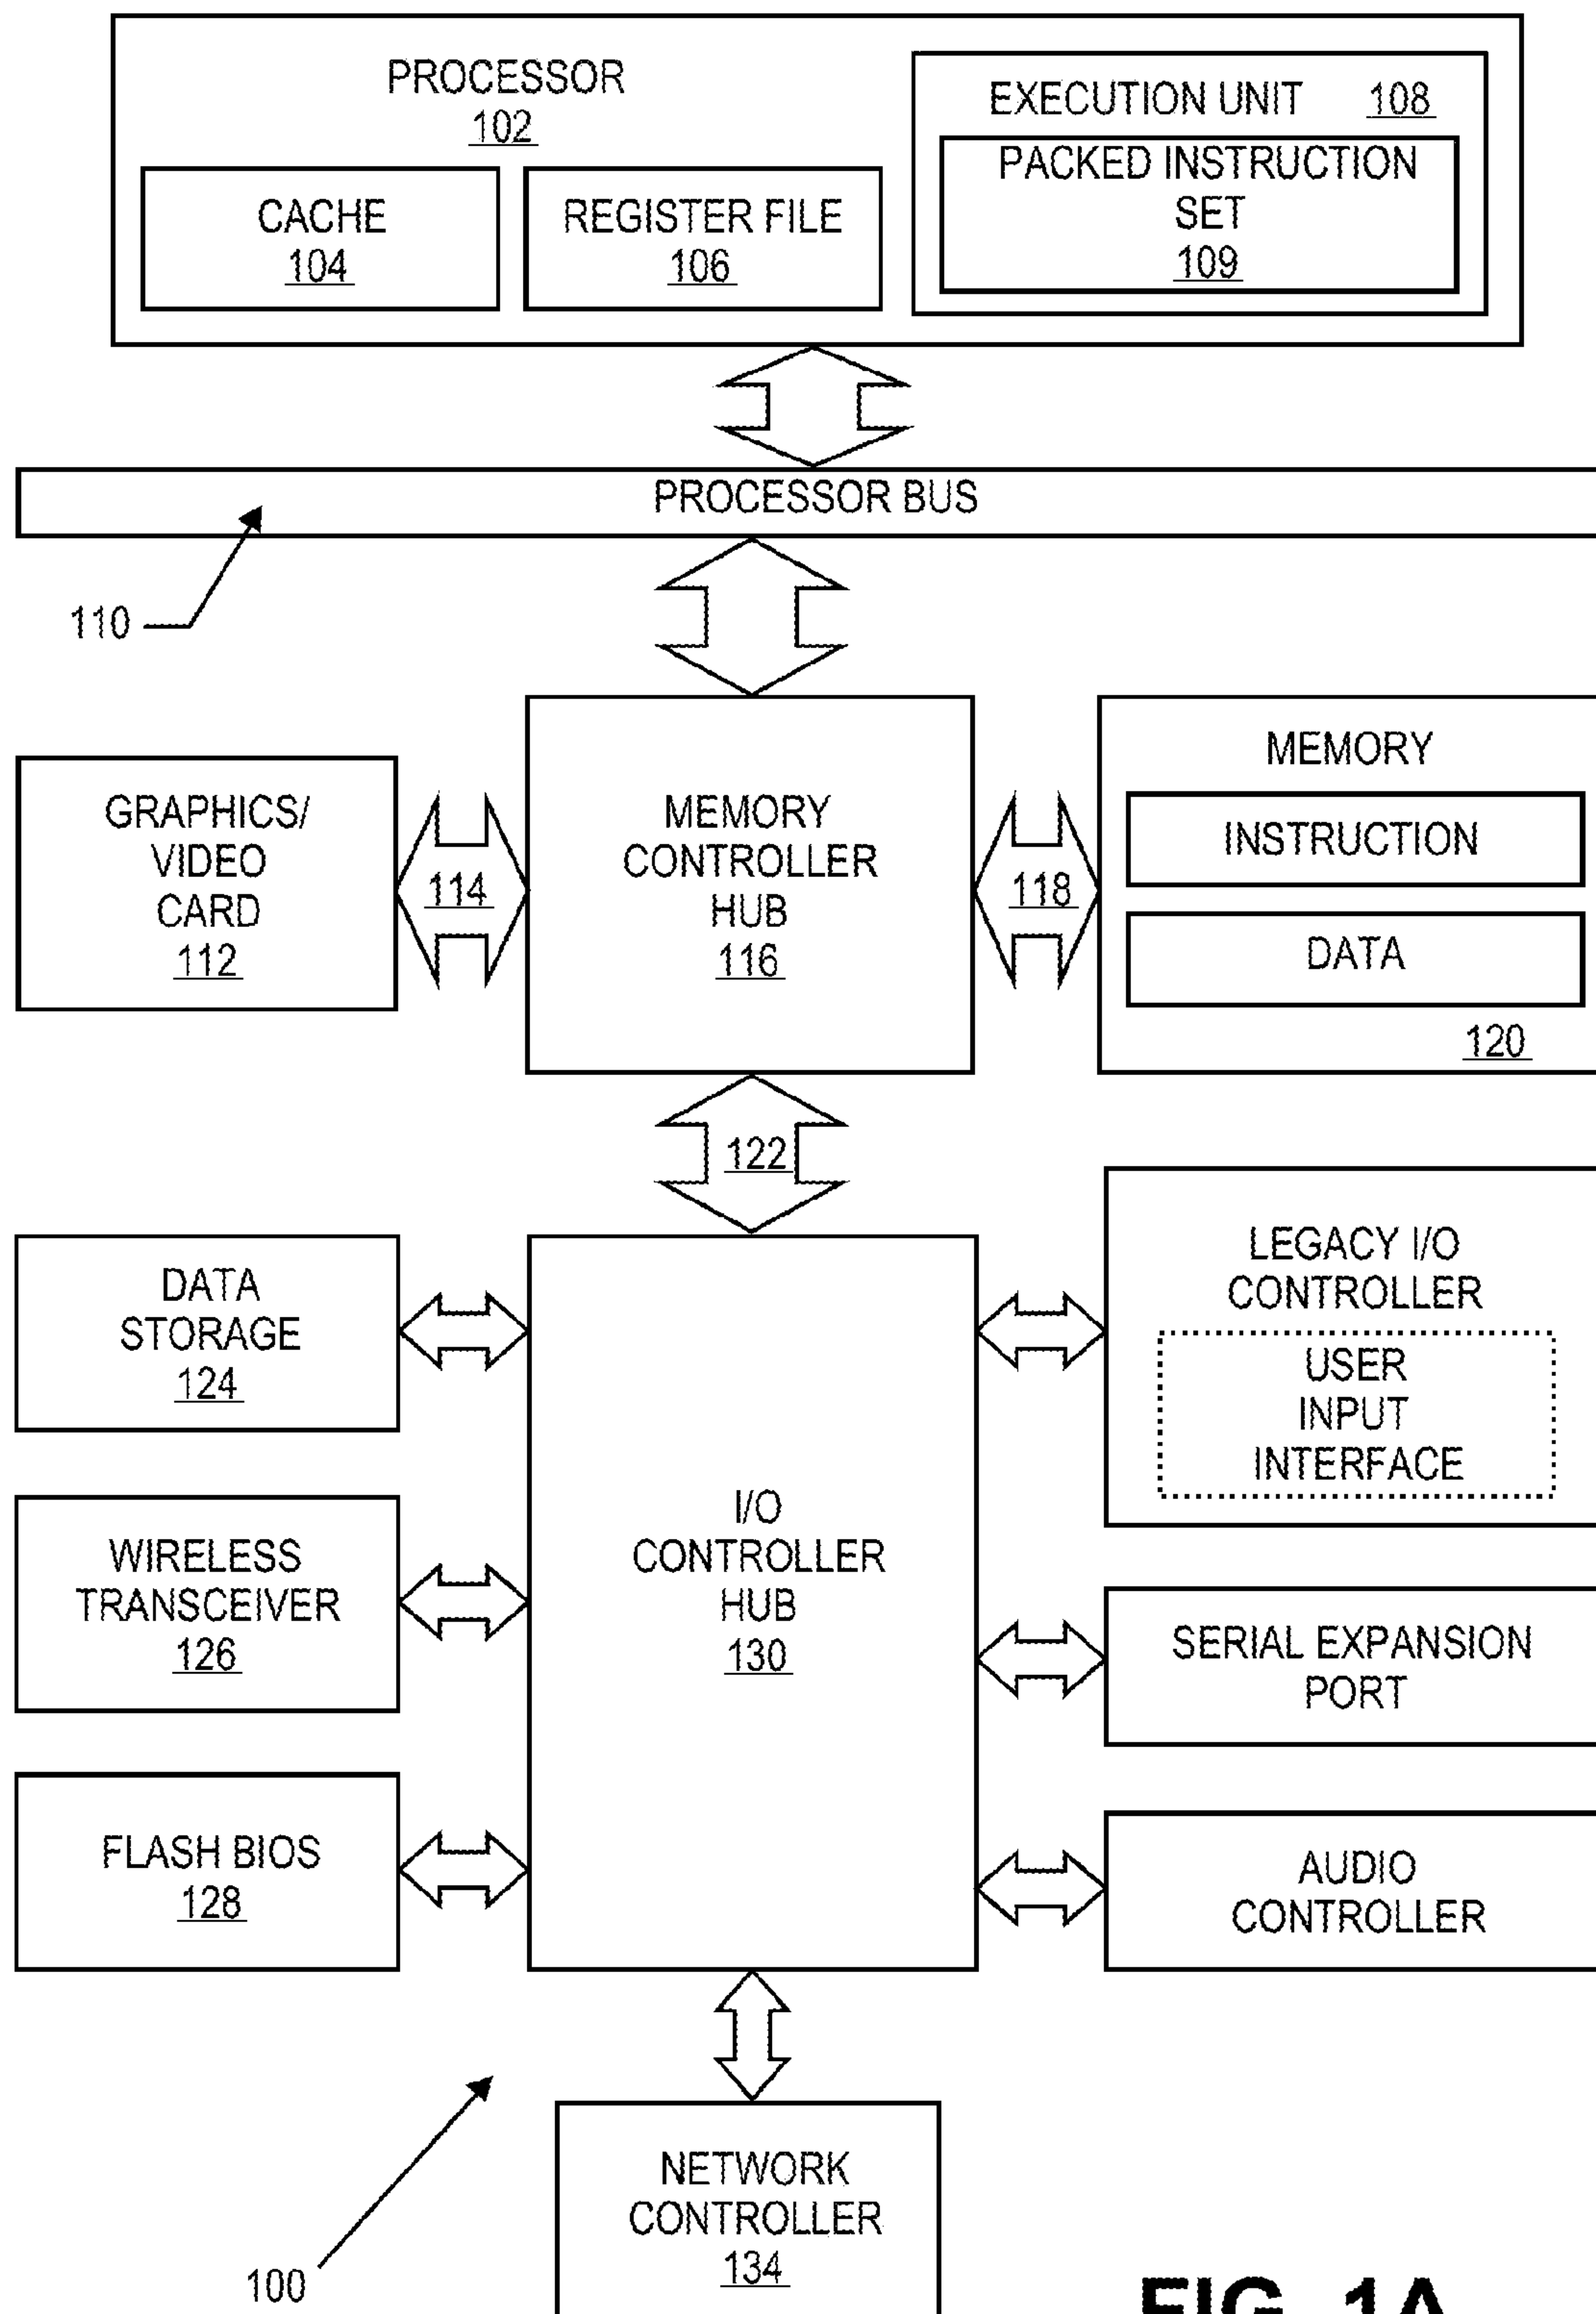 PROCESSOR
102
EXECUTION UNIT 108
PACKED INSTRUCTION
SET
109
CACHE
104
REGISTER FILE
106
PROCESSOR BUS
110
GRAPHICS/
VIDEO
CARD
112
114
MEMORY
CONTROLLER
HUB
116
118
MEMORY
INSTRUCTION
DATA
120
122
DATA
STORAGE
124
LEGACY I/O
CONTROLLER
USER
INPUT
INTERFACE
WIRELESS
TRANSCEIVER
126
I/O
CONTROLLER
HUB
130
SERIAL EXPANSION
PORT
FLASH BIOS
128
AUDIO
CONTROLLER
NETWORK
CONTROLLER
134
100
FIG. 1A